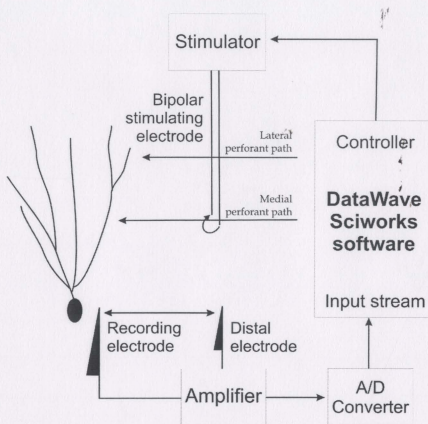 Stimulator
Bipolar
stimulating
electrode
Lateral
perforant path
Medial
perforant path
Controller
DataWave
Sciworks
software
Input stream
Recording
electrode
Distal
electrode
Amplifier
A/D
Converter